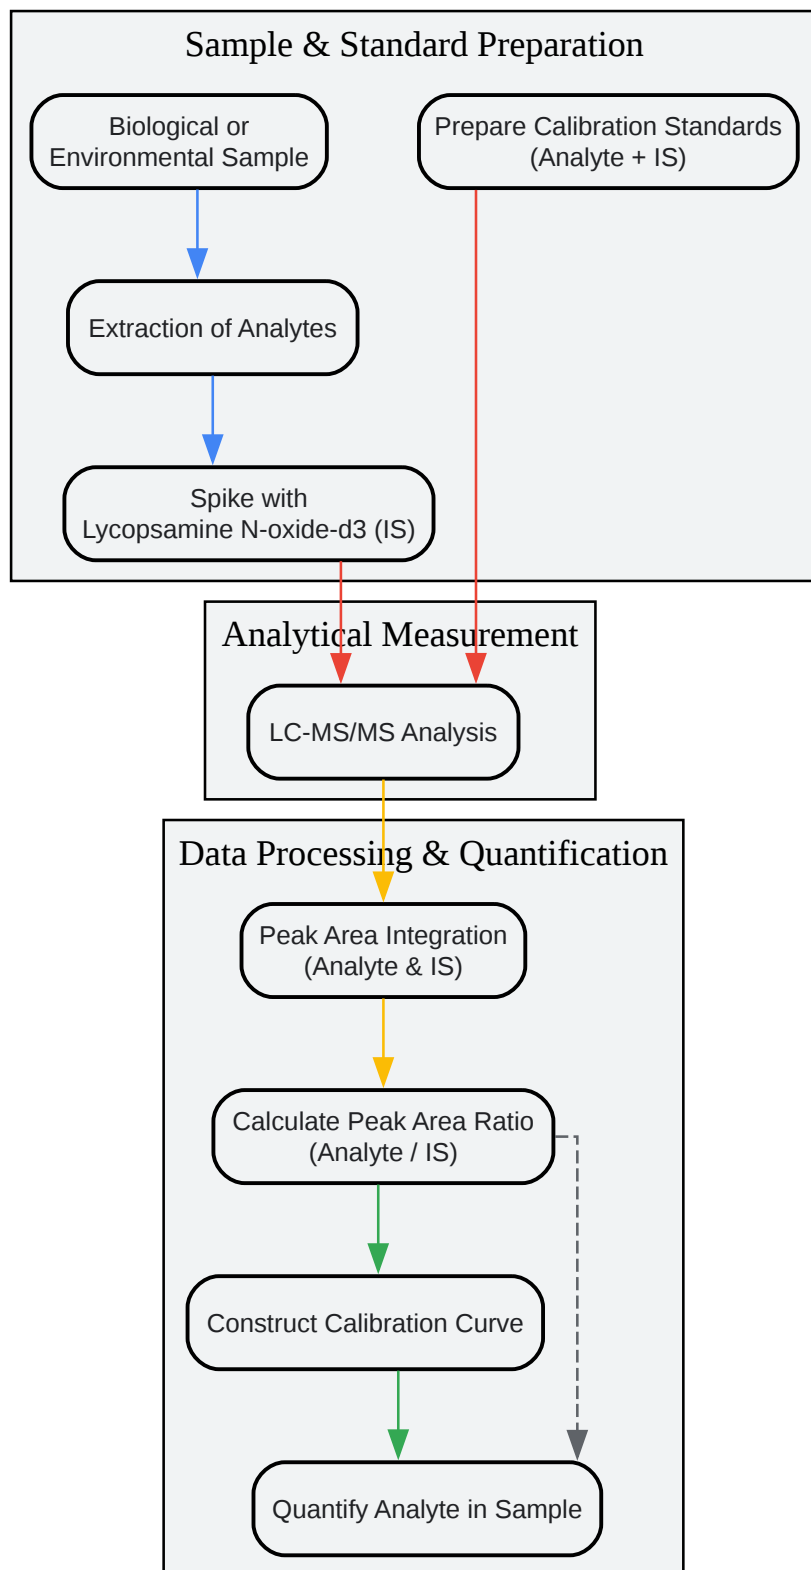 Sample & Standard Preparation
Biological or
Environmental Sample
Prepare Calibration Standards
(Analyte + IS)
Extraction of Analytes
Spike with
Lycopsamine N-oxide-d3 (IS)
Analytical Measurement
LC-MS/MS Analysis
Data Processing & Quantification
Peak Area Integration
(Analyte & IS)
Calculate Peak Area Ratio
(Analyte / IS)
Construct Calibration Curve
Quantify Analyte in Sample